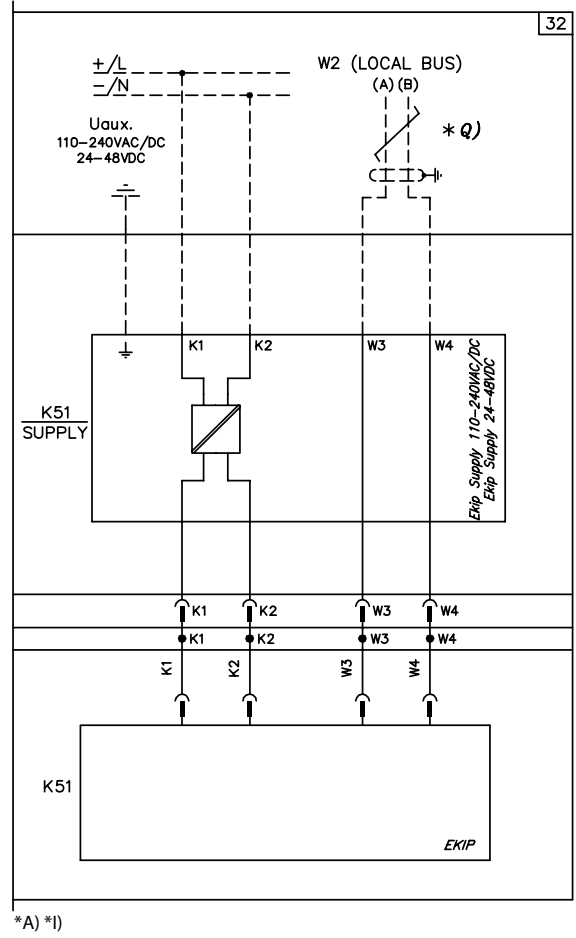 32
+/L
W2 (LOCAL BUS)
-/N
(A) (B)
* Q)
Uaux.
110-240VAC/DC
24-48VDC
K1 K2 W3 W4
Ekip Supply 110-240VAC/DC
Ekip Supply 24-48VDC
K51
SUPPLY
K1 K2 W3 W4
K1 K2 W3 W4
K1 K2 W3 W4
K51
EKIP
*A) *I)